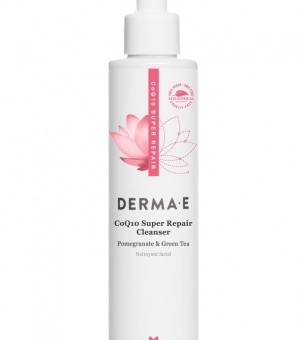 CoQ10 SUPER REPAIR
DERMA·E
CoQ10 Super Repair
Cleanser
Pomegranate & Green Tea
Nettoyant facial